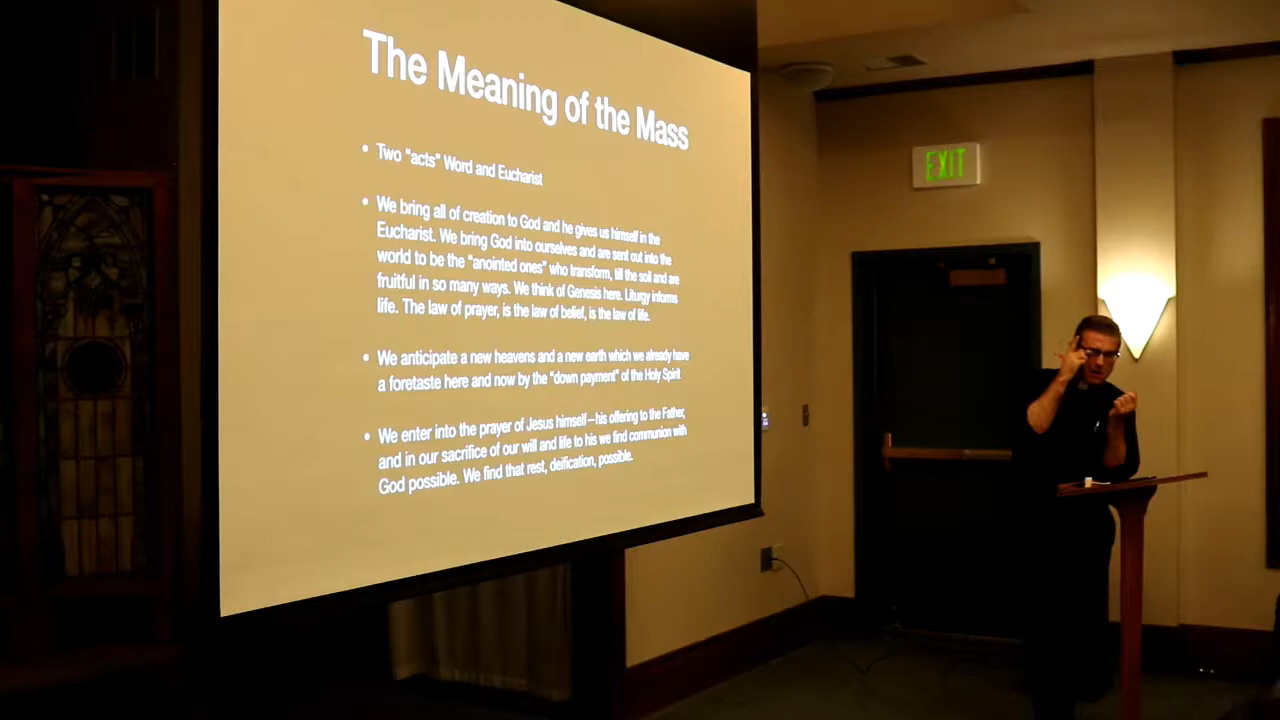 The Meaning of the Mass
• Two "acts" Word and Eucharist
• We bring all of creation to God and he gives us himself in the
Eucharist. We bring God into ourselves and are sent out into the
world to be the "anointed ones" who transform, till the soil and are
fruitful in so many ways. We think of Genesis here. Liturgy informs
life. The law of prayer, is the law of belief, is the law of life.
• We anticipate a new heavens and a new earth which we already have
a foretaste here and now by the "down payment" of the Holy Spirit
• We enter into the prayer of Jesus himself—his offering to the Father,
and in our sacrifice of our will and life to his we find communion with
God possible. We find that rest, deification, possible.
EXIT